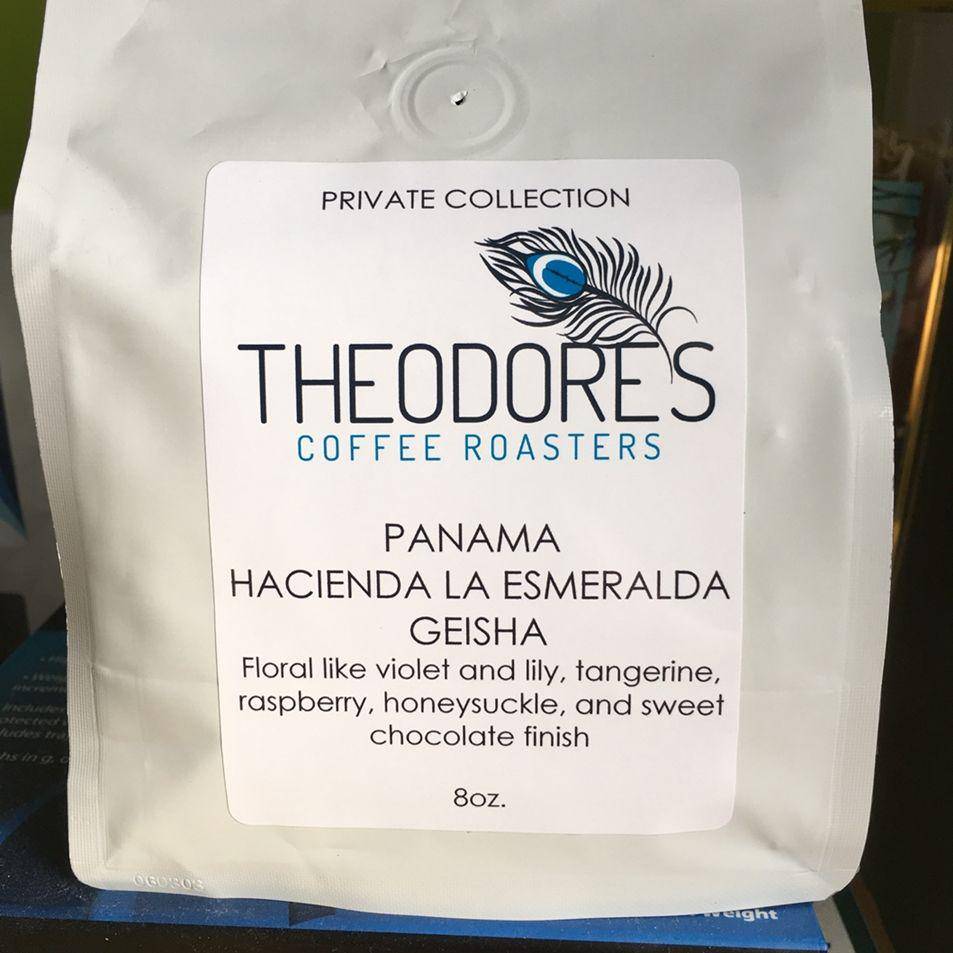 PRIVATE COLLECTION
THEODORE'S
COFFEE ROASTERS
PANAMA
HACIENDA LA ESMERALDA
GEISHA
Floral like violet and lily, tangerine,
raspberry, honeysuckle, and sweet
chocolate finish
8oz.